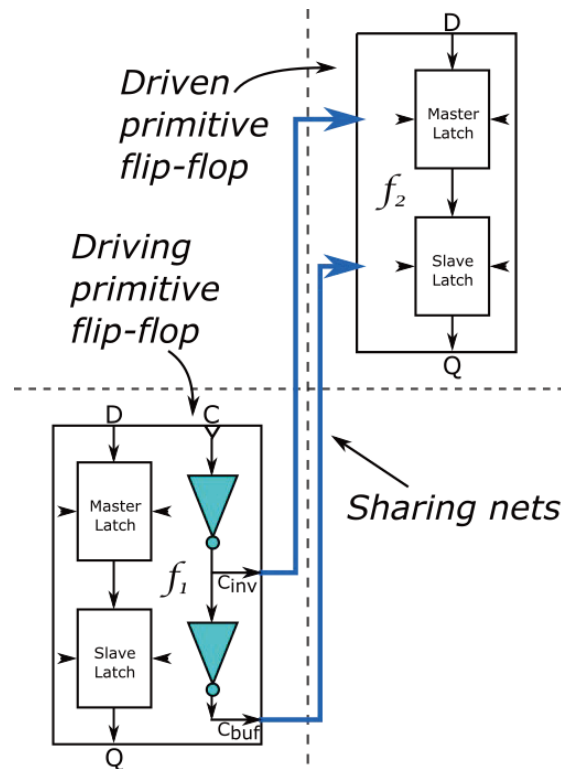 D
Driven
primitive
flip-flop
Master
Latch
f₂
Slave
Latch
Q
Driving
primitive
flip-flop
D
C
Master
Latch
f₁
Cinv
Slave
Latch
Cbuf
Q
Sharing nets